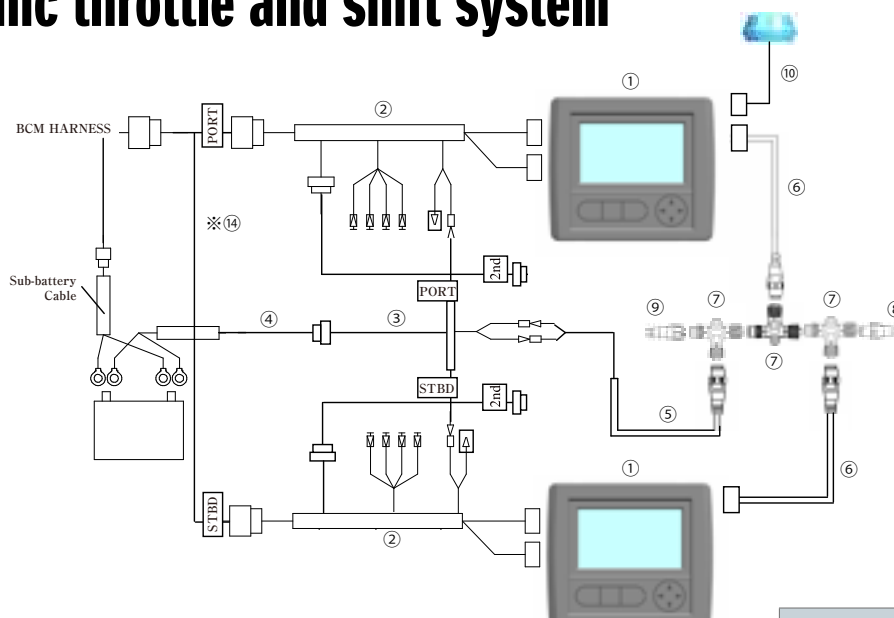 nic throttle and shift system
⑩
①
②
BCM HARNESS
PORT
⑥
※⑭
2nd
Sub-battery
Cable
PORT
⑨
⑦
⑦
⑧
④
③
⑦
STBD
2nd
⑤
①
⑥
STBD
②